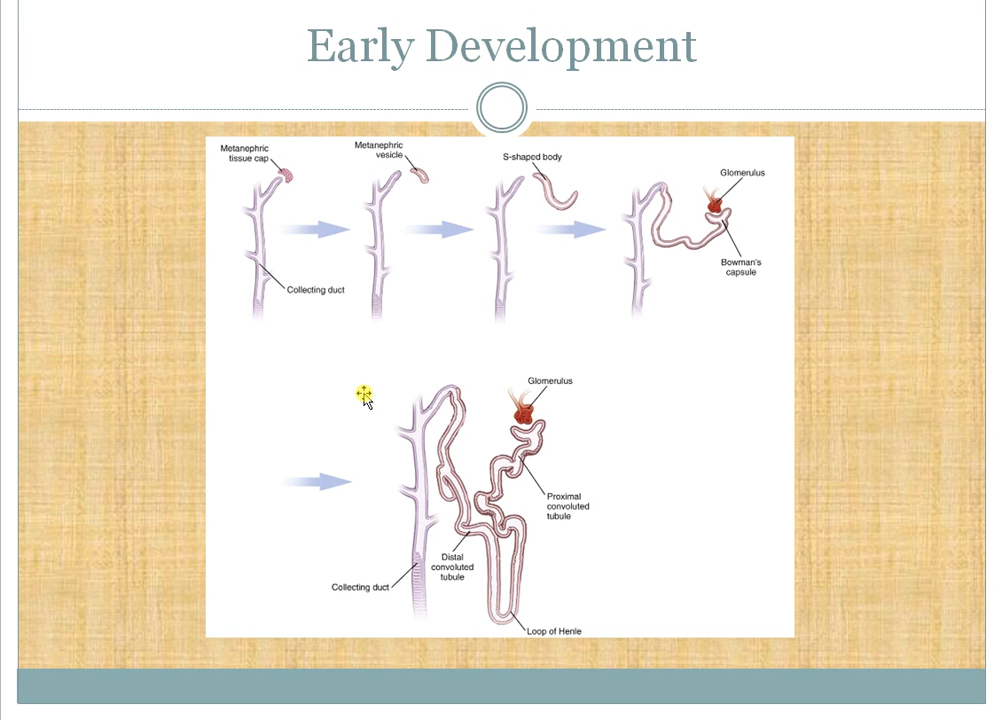 Early Development
Metanephric
tissue cap
Metanephric
vesicle
S-shaped body
Glomerulus
Bowman's
capsule
Collecting duct
Glomerulus
Proximal
convoluted
tubule
Distal
convoluted
tubule
Collecting duct
Loop of Henle